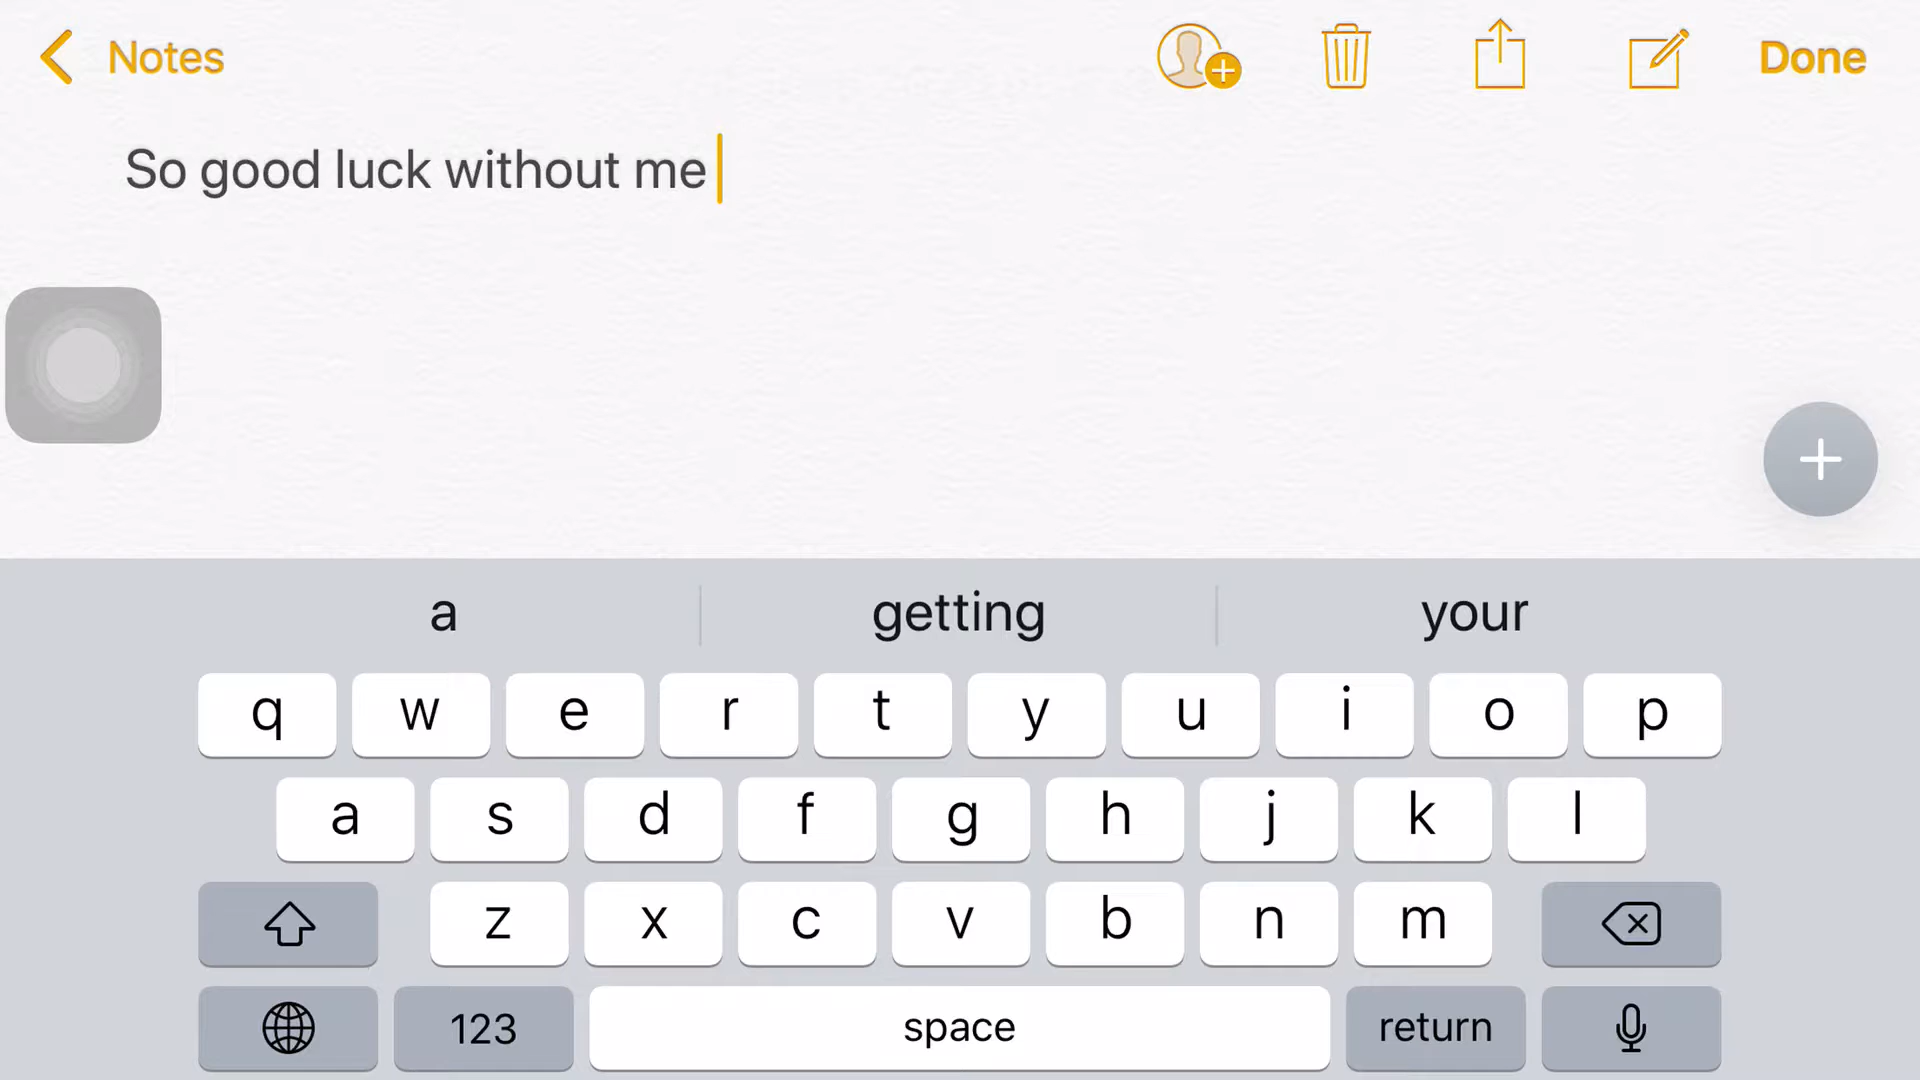 Notes Done
So good luck without me
a getting your
q w e r t y u i o p
a s d f g h j k l
z x c v b n m
123 space return